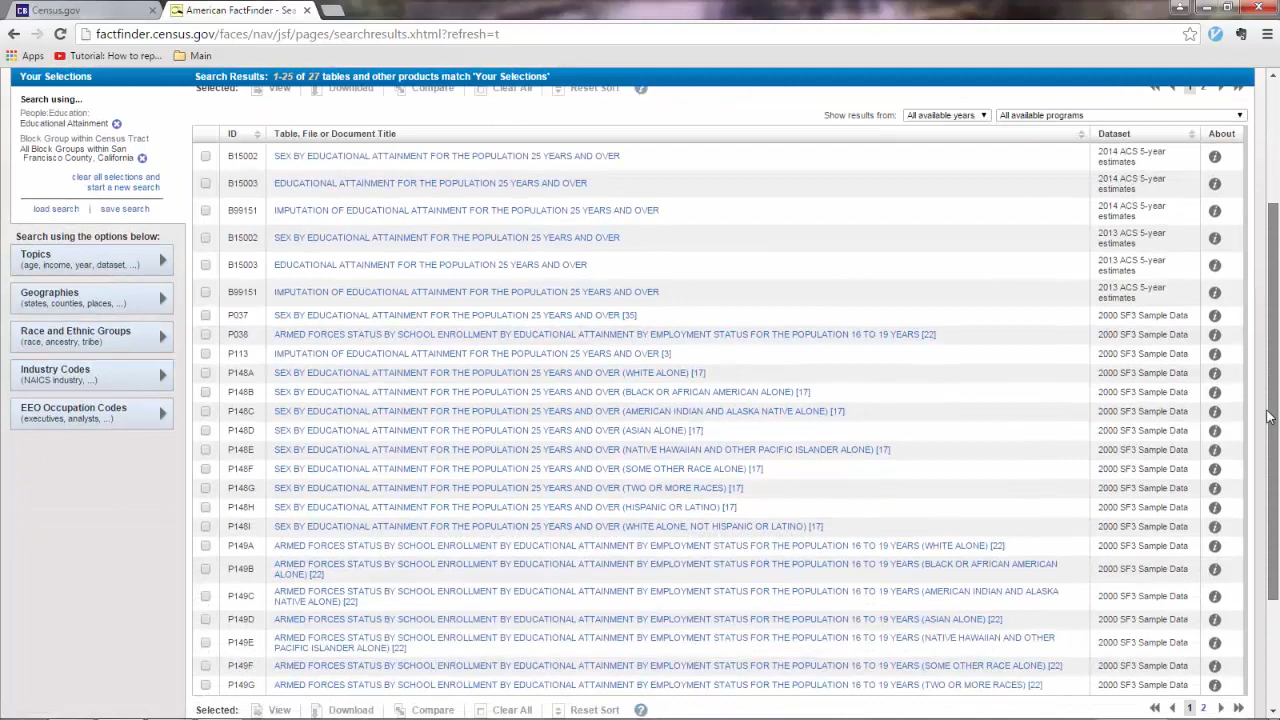 Census.gov
American FactFinder - Sea
factfinder.census.gov/faces/nav/jsf/pages/searchresults.xhtml?refresh=t
Apps Tutorial: How to rep... Main
Your Selections
Search Results: 1-25 of 27 tables and other products match 'Your Selections'
Selected: View Download Compare Clear All Reset Sort 1 2
Search using...
People:Education:
Educational Attainment
Block Group within Census Tract
All Block Groups within San
Francisco County, California
clear all selections and
start a new search
load search | save search
Search using the options below:
Topics
(age, income, year, dataset, ...)
Geographies
(states, counties, places, ...)
Race and Ethnic Groups
(race, ancestry, tribe)
Industry Codes
(NAICS industry, ...)
EEO Occupation Codes
(executives, analysts, ...)
Show results from: All available years All available programs
ID Table, File or Document Title Dataset About
B15002 SEX BY EDUCATIONAL ATTAINMENT FOR THE POPULATION 25 YEARS AND OVER 2014 ACS 5-year
estimates
B15003 EDUCATIONAL ATTAINMENT FOR THE POPULATION 25 YEARS AND OVER 2014 ACS 5-year
estimates
B99151 IMPUTATION OF EDUCATIONAL ATTAINMENT FOR THE POPULATION 25 YEARS AND OVER 2014 ACS 5-year
estimates
B15002 SEX BY EDUCATIONAL ATTAINMENT FOR THE POPULATION 25 YEARS AND OVER 2013 ACS 5-year
estimates
B15003 EDUCATIONAL ATTAINMENT FOR THE POPULATION 25 YEARS AND OVER 2013 ACS 5-year
estimates
B99151 IMPUTATION OF EDUCATIONAL ATTAINMENT FOR THE POPULATION 25 YEARS AND OVER 2013 ACS 5-year
estimates
P037 SEX BY EDUCATIONAL ATTAINMENT FOR THE POPULATION 25 YEARS AND OVER [35] 2000 SF3 Sample Data
P038 ARMED FORCES STATUS BY SCHOOL ENROLLMENT BY EDUCATIONAL ATTAINMENT BY EMPLOYMENT STATUS FOR THE POPULATION 16 TO 19 YEARS [22] 2000 SF3 Sample Data
P113 IMPUTATION OF EDUCATIONAL ATTAINMENT FOR THE POPULATION 25 YEARS AND OVER [3] 2000 SF3 Sample Data
P148A SEX BY EDUCATIONAL ATTAINMENT FOR THE POPULATION 25 YEARS AND OVER (WHITE ALONE) [17] 2000 SF3 Sample Data
P148B SEX BY EDUCATIONAL ATTAINMENT FOR THE POPULATION 25 YEARS AND OVER (BLACK OR AFRICAN AMERICAN ALONE) [17] 2000 SF3 Sample Data
P148C SEX BY EDUCATIONAL ATTAINMENT FOR THE POPULATION 25 YEARS AND OVER (AMERICAN INDIAN AND ALASKA NATIVE ALONE) [17] 2000 SF3 Sample Data
P148D SEX BY EDUCATIONAL ATTAINMENT FOR THE POPULATION 25 YEARS AND OVER (ASIAN ALONE) [17] 2000 SF3 Sample Data
P148E SEX BY EDUCATIONAL ATTAINMENT FOR THE POPULATION 25 YEARS AND OVER (NATIVE HAWAIIAN AND OTHER PACIFIC ISLANDER ALONE) [17] 2000 SF3 Sample Data
P148F SEX BY EDUCATIONAL ATTAINMENT FOR THE POPULATION 25 YEARS AND OVER (SOME OTHER RACE ALONE) [17] 2000 SF3 Sample Data
P148G SEX BY EDUCATIONAL ATTAINMENT FOR THE POPULATION 25 YEARS AND OVER (TWO OR MORE RACES) [17] 2000 SF3 Sample Data
P148H SEX BY EDUCATIONAL ATTAINMENT FOR THE POPULATION 25 YEARS AND OVER (HISPANIC OR LATINO) [17] 2000 SF3 Sample Data
P148I SEX BY EDUCATIONAL ATTAINMENT FOR THE POPULATION 25 YEARS AND OVER (WHITE ALONE, NOT HISPANIC OR LATINO) [17] 2000 SF3 Sample Data
P149A ARMED FORCES STATUS BY SCHOOL ENROLLMENT BY EDUCATIONAL ATTAINMENT BY EMPLOYMENT STATUS FOR THE POPULATION 16 TO 19 YEARS (WHITE ALONE) [22] 2000 SF3 Sample Data
P149B ARMED FORCES STATUS BY SCHOOL ENROLLMENT BY EDUCATIONAL ATTAINMENT BY EMPLOYMENT STATUS FOR THE POPULATION 16 TO 19 YEARS (BLACK OR AFRICAN AMERICAN
ALONE) [22] 2000 SF3 Sample Data
P149C ARMED FORCES STATUS BY SCHOOL ENROLLMENT BY EDUCATIONAL ATTAINMENT BY EMPLOYMENT STATUS FOR THE POPULATION 16 TO 19 YEARS (AMERICAN INDIAN AND ALASKA
NATIVE ALONE) [22] 2000 SF3 Sample Data
P149D ARMED FORCES STATUS BY SCHOOL ENROLLMENT BY EDUCATIONAL ATTAINMENT BY EMPLOYMENT STATUS FOR THE POPULATION 16 TO 19 YEARS (ASIAN ALONE) [22] 2000 SF3 Sample Data
P149E ARMED FORCES STATUS BY SCHOOL ENROLLMENT BY EDUCATIONAL ATTAINMENT BY EMPLOYMENT STATUS FOR THE POPULATION 16 TO 19 YEARS (NATIVE HAWAIIAN AND OTHER
PACIFIC ISLANDER ALONE) [22] 2000 SF3 Sample Data
P149F ARMED FORCES STATUS BY SCHOOL ENROLLMENT BY EDUCATIONAL ATTAINMENT BY EMPLOYMENT STATUS FOR THE POPULATION 16 TO 19 YEARS (SOME OTHER RACE ALONE) [22] 2000 SF3 Sample Data
P149G ARMED FORCES STATUS BY SCHOOL ENROLLMENT BY EDUCATIONAL ATTAINMENT BY EMPLOYMENT STATUS FOR THE POPULATION 16 TO 19 YEARS (TWO OR MORE RACES) [22] 2000 SF3 Sample Data
Selected: View Download Compare Clear All Reset Sort 1 2